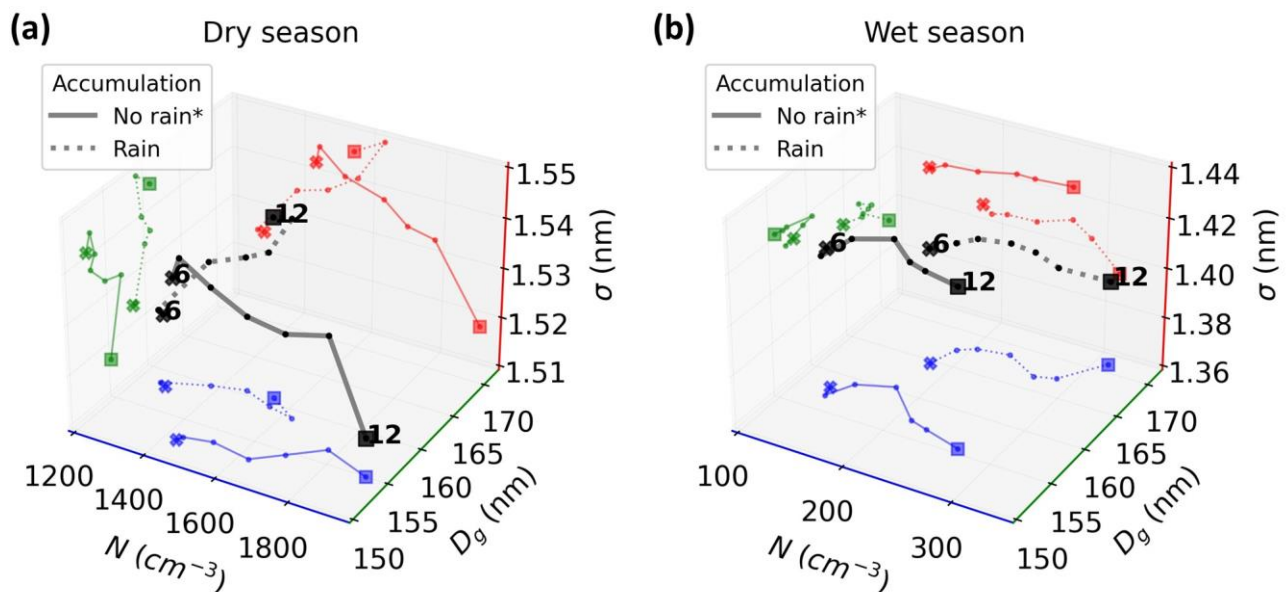 (a) Dry season
Accumulation
No rain*
Rain
6
6
12
12
1.55
1.54
1.53
1.52
1.51
σ (nm)
170
165
160
155
150
D_g (nm)
1200
1400
1600
1800
N (cm⁻³)
(b) Wet season
Accumulation
No rain*
Rain
6
6
12
12
1.44
1.42
1.40
1.38
1.36
σ (nm)
170
165
160
155
150
D_g (nm)
100
200
300
N (cm⁻³)